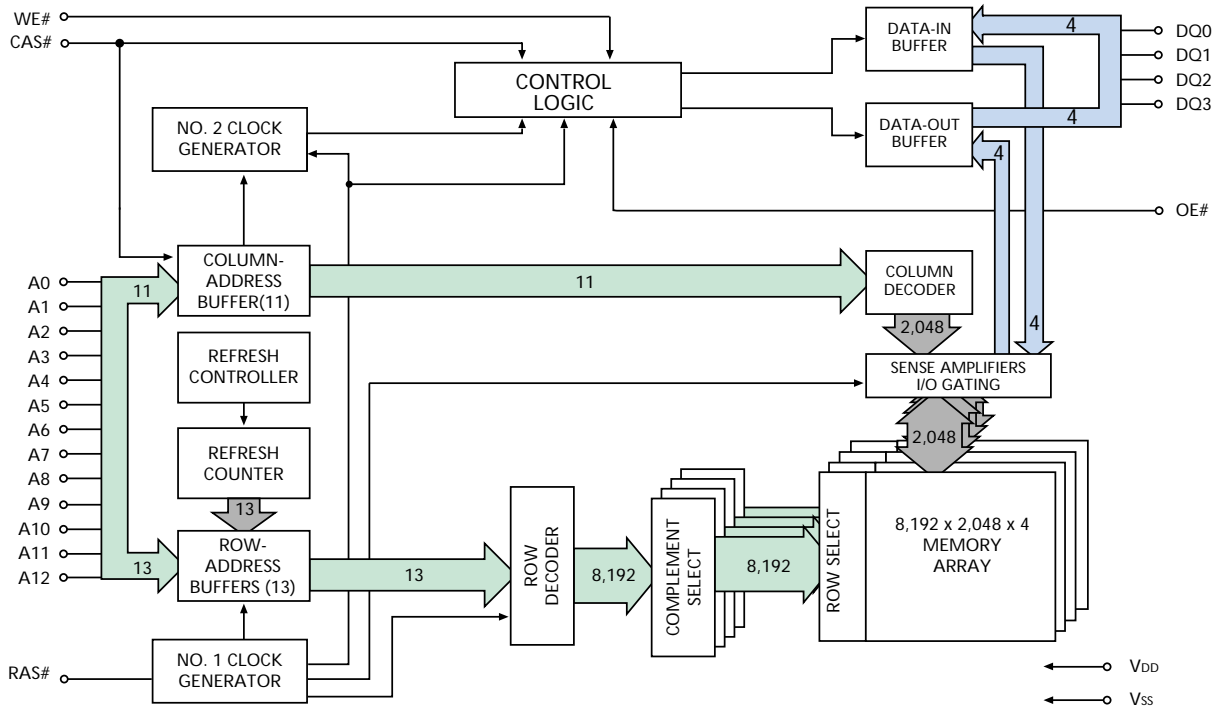 WE#
CAS#
CONTROL
LOGIC
DATA-IN
BUFFER
4
DQ0
DQ1
DQ2
DQ3
NO. 2 CLOCK
GENERATOR
DATA-OUT
BUFFER
4
4
OE#
A0
A1
A2
A3
A4
A5
A6
A7
A8
A9
A10
A11
A12
11
COLUMN-
ADDRESS
BUFFER(11)
11
COLUMN
DECODER
2,048
4
REFRESH
CONTROLLER
SENSE AMPLIFIERS
I/O GATING
2,048
REFRESH
COUNTER
13
13
ROW-
ADDRESS
BUFFERS (13)
13
ROW
DECODER
8,192
COMPLEMENT
SELECT
8,192
ROW SELECT
8,192 x 2,048 x 4
MEMORY
ARRAY
RAS#
NO. 1 CLOCK
GENERATOR
VDD
VSS